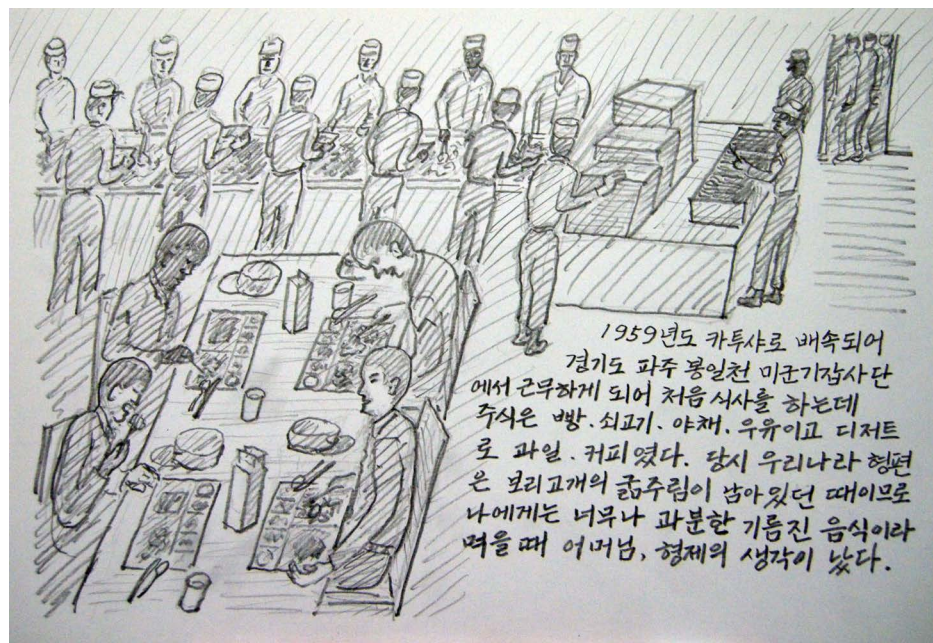 1959년도 카투샤로 배속되어
경기도 파주 봉일천 미군기갑사단
에서 근무하게 되어 처음 식사를 하는데
주식은 빵. 쇠고기. 야채. 우유이고 디저트
로 과일. 커피였다. 당시 우리나라 형편
은 보리고개의 굶주림이 남아있던 때이므로
나에게는 너무나 과분한 기름진 음식이라
먹을때 어머님, 형제의 생각이 났다.